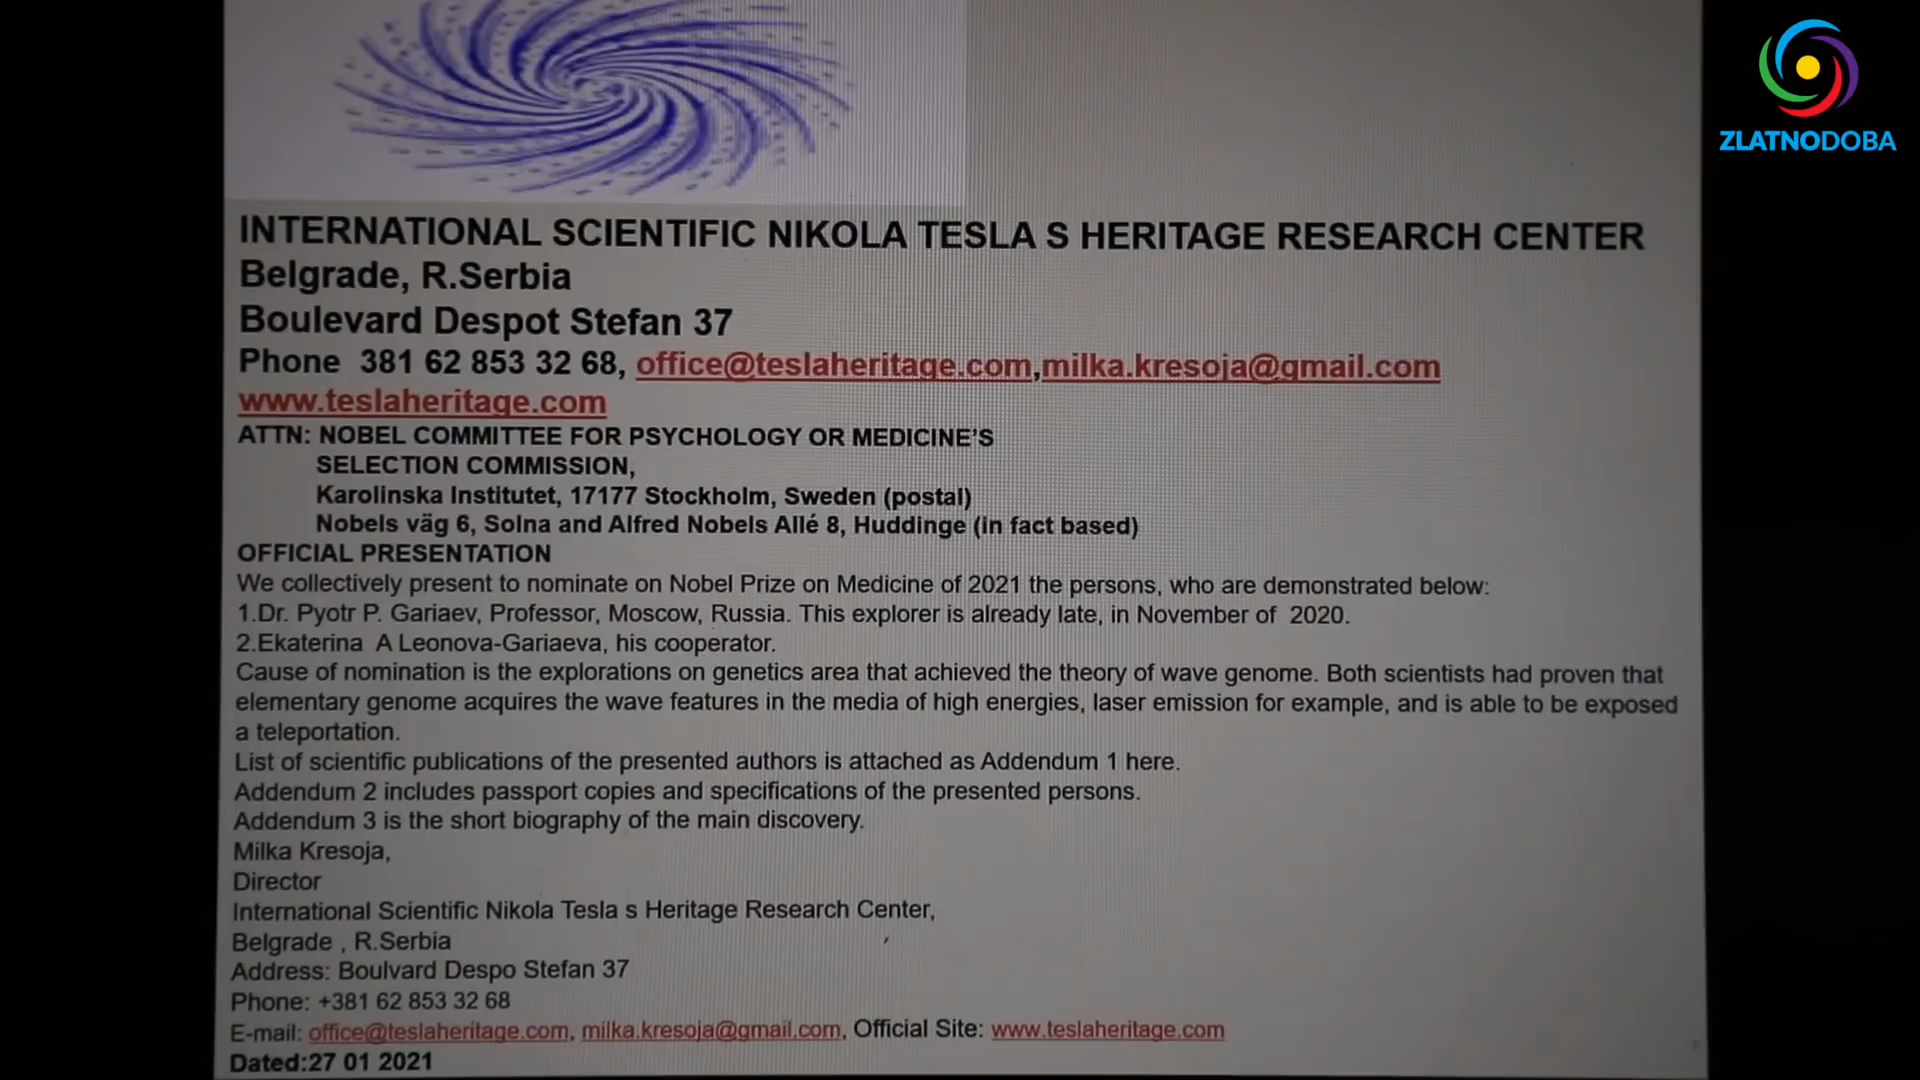 ZLATNODOBA
INTERNATIONAL SCIENTIFIC NIKOLA TESLA S HERITAGE RESEARCH CENTER
Belgrade, R.Serbia
Boulevard Despot Stefan 37
Phone 381 62 853 32 68, office@teslaheritage.com,milka.kresoja@gmail.com
www.teslaheritage.com
ATTN: NOBEL COMMITTEE FOR PSYCHOLOGY OR MEDICINE'S
SELECTION COMMISSION,
Karolinska Institutet, 17177 Stockholm, Sweden (postal)
Nobels väg 6, Solna and Alfred Nobels Allé 8, Huddinge (in fact based)
OFFICIAL PRESENTATION
We collectively present to nominate on Nobel Prize on Medicine of 2021 the persons, who are demonstrated below:
1.Dr. Pyotr P. Gariaev, Professor, Moscow, Russia. This explorer is already late, in November of 2020.
2.Ekaterina A Leonova-Gariaeva, his cooperator.
Cause of nomination is the explorations on genetics area that achieved the theory of wave genome. Both scientists had proven that
elementary genome acquires the wave features in the media of high energies, laser emission for example, and is able to be exposed
a teleportation.
List of scientific publications of the presented authors is attached as Addendum 1 here.
Addendum 2 includes passport copies and specifications of the presented persons.
Addendum 3 is the short biography of the main discovery.
Milka Kresoja,
Director
International Scientific Nikola Tesla s Heritage Research Center,
Belgrade , R.Serbia
Address: Boulvard Despo Stefan 37
Phone: +381 62 853 32 68
E-mail: office@teslaheritage.com, milka.kresoja@gmail.com, Official Site: www.teslaheritage.com
Dated:27 01 2021